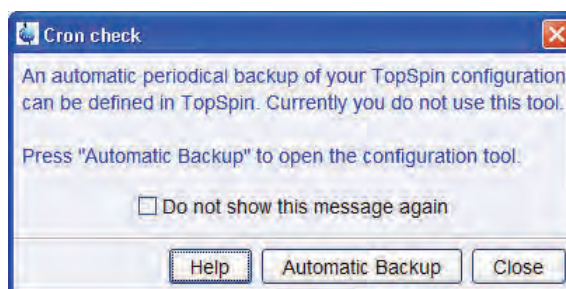 Cron check
An automatic periodical backup of your TopSpin configuration
can be defined in TopSpin. Currently you do not use this tool.
Press "Automatic Backup" to open the configuration tool.
Do not show this message again
Help Automatic Backup Close